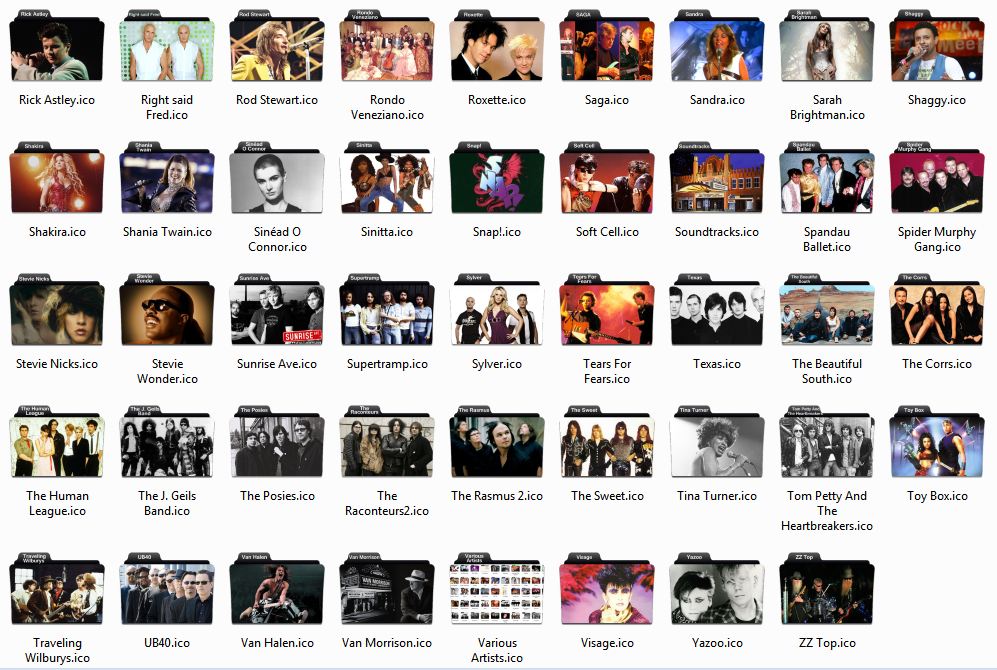 Rick Astley
Right said Fred
Rod Stewart
Rondo
Veneziano
Roxette
SAGA
Sandra
Sarah
Brightman
Shaggy
Rick Astley.ico
Right said
Fred.ico
Rod Stewart.ico
Rondo
Veneziano.ico
Roxette.ico
Saga.ico
Sandra.ico
Sarah
Brightman.ico
Shaggy.ico
Shakira
Shania
Twain
Sinéad
O Connor
Sinitta
Snap!
Soft Cell
Soundtracks
Spandau
Ballet
Spider
Murphy Gang
SNAP
Shakira.ico
Shania Twain.ico
Sinéad O
Connor.ico
Sinitta.ico
Snap!.ico
Soft Cell.ico
Soundtracks.ico
Spandau
Ballet.ico
Spider Murphy
Gang.ico
Stevie Nicks
Stevie
Wonder
Sunrise Ave
Supertramp
Sylver
Tears For
Fears
Texas
The Beautiful
South
The Corrs
SUNRISE AVE
Stevie Nicks.ico
Stevie
Wonder.ico
Sunrise Ave.ico
Supertramp.ico
Sylver.ico
Tears For
Fears.ico
Texas.ico
The Beautiful
South.ico
The Corrs.ico
The Human
League
The J. Geils
Band
The Posies
The
Raconteurs
The Rasmus
The Sweet
Tina Turner
Tom Petty And
The Heartbreakers
Toy Box
The Human
League.ico
The J. Geils
Band.ico
The Posies.ico
The
Raconteurs2.ico
The Rasmus 2.ico
The Sweet.ico
Tina Turner.ico
Tom Petty And
The
Heartbreakers.ico
Toy Box.ico
Traveling
Wilburys
UB40
Van Halen
Van Morrison
Various
Artists
Visage
Yazoo
ZZ Top
VAN MORRISON
Traveling
Wilburys.ico
UB40.ico
Van Halen.ico
Van Morrison.ico
Various
Artists.ico
Visage.ico
Yazoo.ico
ZZ Top.ico